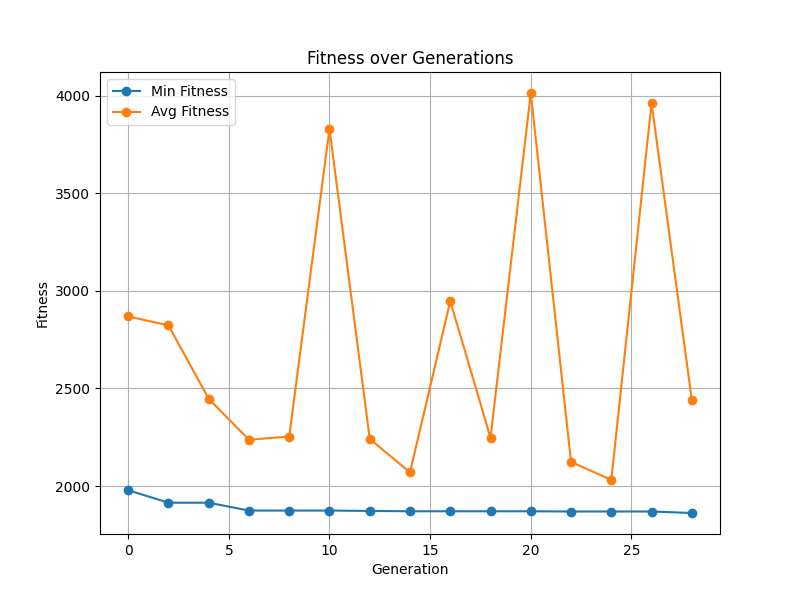 Fitness over Generations
Min Fitness
Avg Fitness
4000
3500
3000
2500
2000
Fitness
0 5 10 15 20 25
Generation